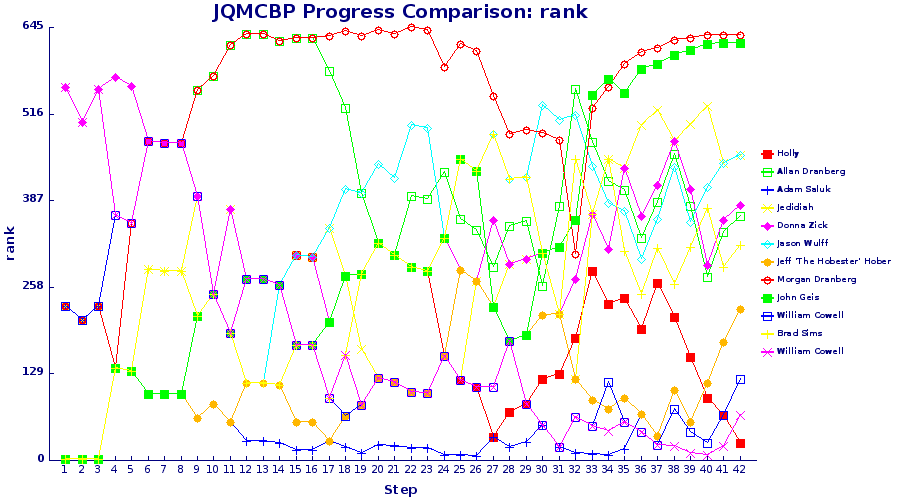 JQMCBP Progress Comparison: rank
645
516
387
258
129
0
rank
1 2 3 4 5 6 7 8 9 10 11 12 13 14 15 16 17 18 19 20 21 22 23 24 25 26 27 28 29 30 31 32 33 34 35 36 37 38 39 40 41 42
Step
Holly
Allan Dranberg
Adam Saluk
Jedidiah
Donna Zick
Jason Wulff
Jeff 'The Hobester' Hober
Morgan Dranberg
John Geis
William Cowell
Brad Sims
William Cowell